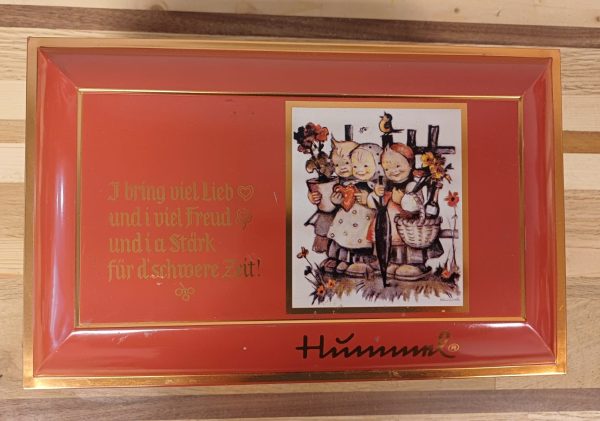 I bring viel Lieb
und i viel Freud
und i a Stärk
für d'schwere Zeit!
Hummel®